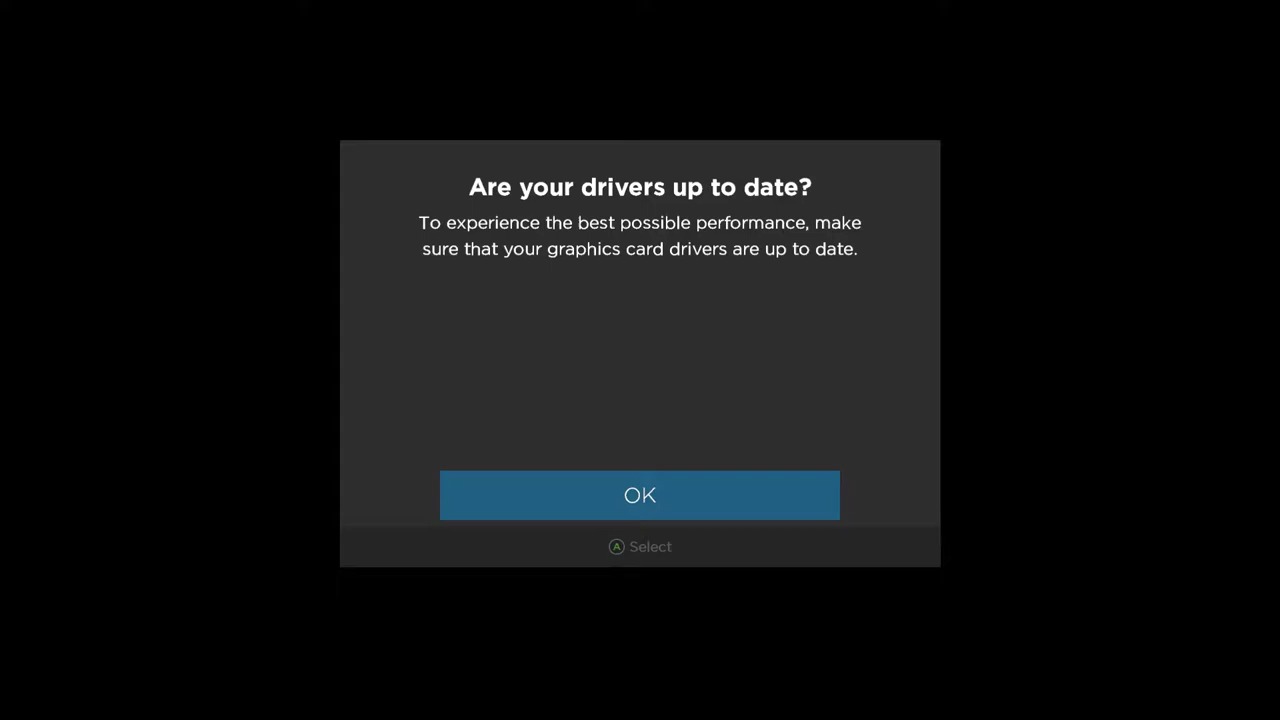 Are your drivers up to date?
To experience the best possible performance, make
sure that your graphics card drivers are up to date.
OK
A Select